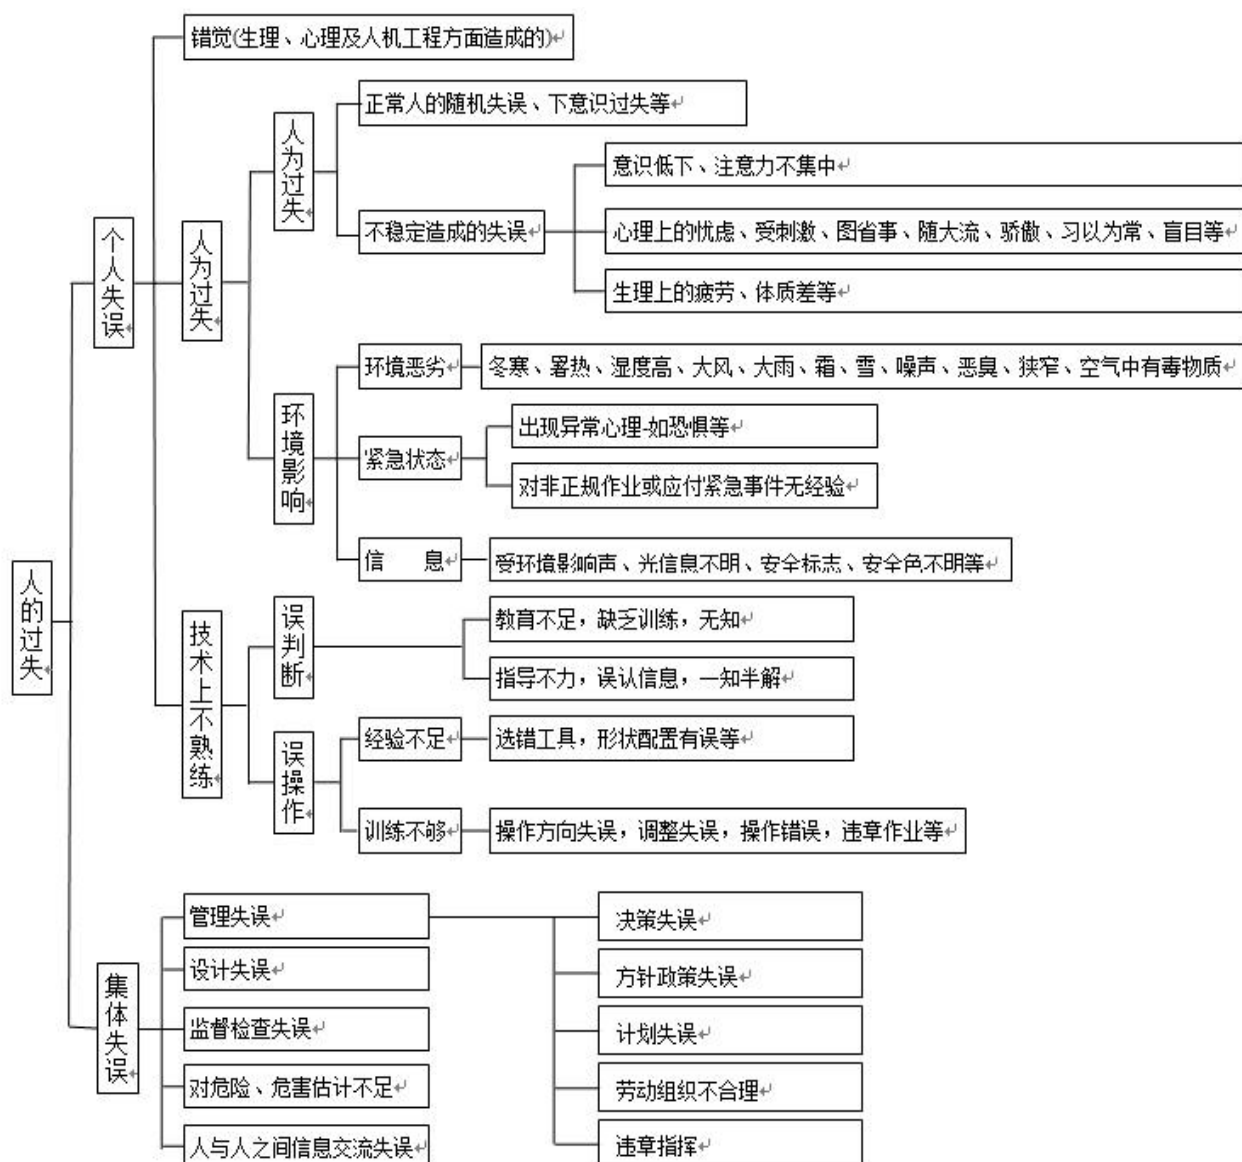 错觉(生理、心理及人机工程方面造成的)
正常人的随机失误、下意识过失等
人为过失
意识低下、注意力不集中
不稳定造成的失误
心理上的忧虑、受刺激、图省事、随大流、骄傲、习以为常、盲目等
个人失误
人为过失
生理上的疲劳、体质差等
环境恶劣
冬寒、署热、湿度高、大风、大雨、霜、雪、噪声、恶臭、狭窄、空气中有毒物质
环境影响
出现异常心理-如恐惧等
紧急状态
对非正规作业或应付紧急事件无经验
信 息
受环境影响声、光信息不明、安全标志、安全色不明等
人的过失
误判断
教育不足，缺乏训练，无知
技术上不熟练
指导不力，误认信息，一知半解
误操作
经验不足
选错工具，形状配置有误等
训练不够
操作方向失误，调整失误，操作错误，违章作业等
管理失误
决策失误
设计失误
方针政策失误
集体失误
监督检查失误
计划失误
对危险、危害估计不足
劳动组织不合理
人与人之间信息交流失误
违章指挥